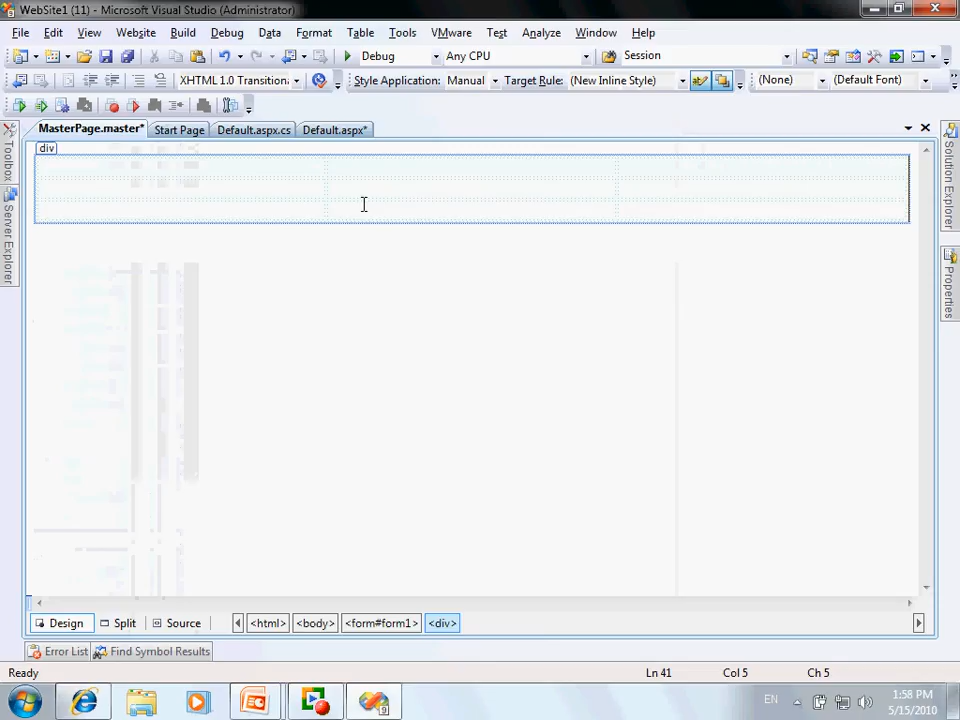 WebSite1 (11) - Microsoft Visual Studio (Administrator)
File Edit View Website Build Debug Data Format Table Tools VMware Test Analyze Window Help
Debug Any CPU Session
XHTML 1.0 Transition Style Application: Manual Target Rule: (New Inline Style) (None) (Default Font)
MasterPage.master* Start Page Default.aspx.cs Default.aspx*
div
Toolbox
Server Explorer
Solution Explorer
Properties
Design Split Source <html> <body> <form#form1> <div>
Error List Find Symbol Results
Ready Ln 41 Col 5 Ch 5
EN 1:58 PM
5/15/2010